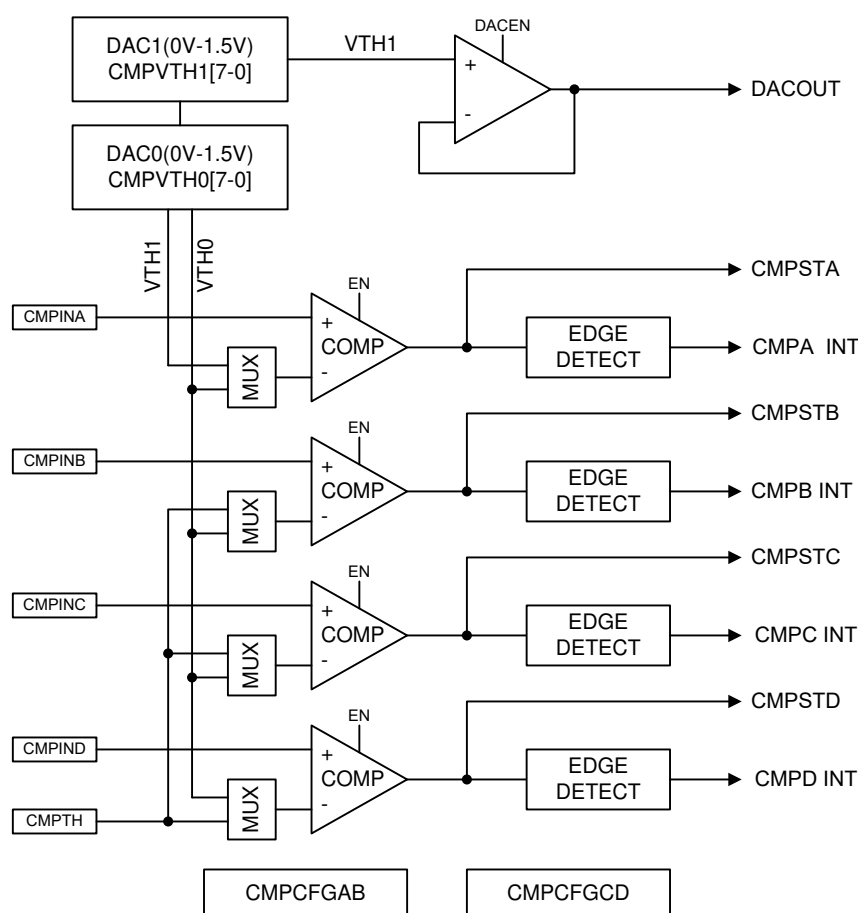 DACEN
DAC1(0V-1.5V)
CMPVTH1[7-0]
VTH1
+
-
DACOUT
DAC0(0V-1.5V)
CMPVTH0[7-0]
VTH1
VTH0
CMPSTA
EN
CMPINA
+
COMP
-
MUX
EDGE
DETECT
CMPA INT
CMPSTB
EN
CMPINB
+
COMP
-
MUX
EDGE
DETECT
CMPB INT
CMPSTC
EN
CMPINC
+
COMP
-
MUX
EDGE
DETECT
CMPC INT
CMPSTD
EN
CMPIND
+
COMP
-
MUX
EDGE
DETECT
CMPD INT
CMPTH
CMPCFGAB
CMPCFGCD